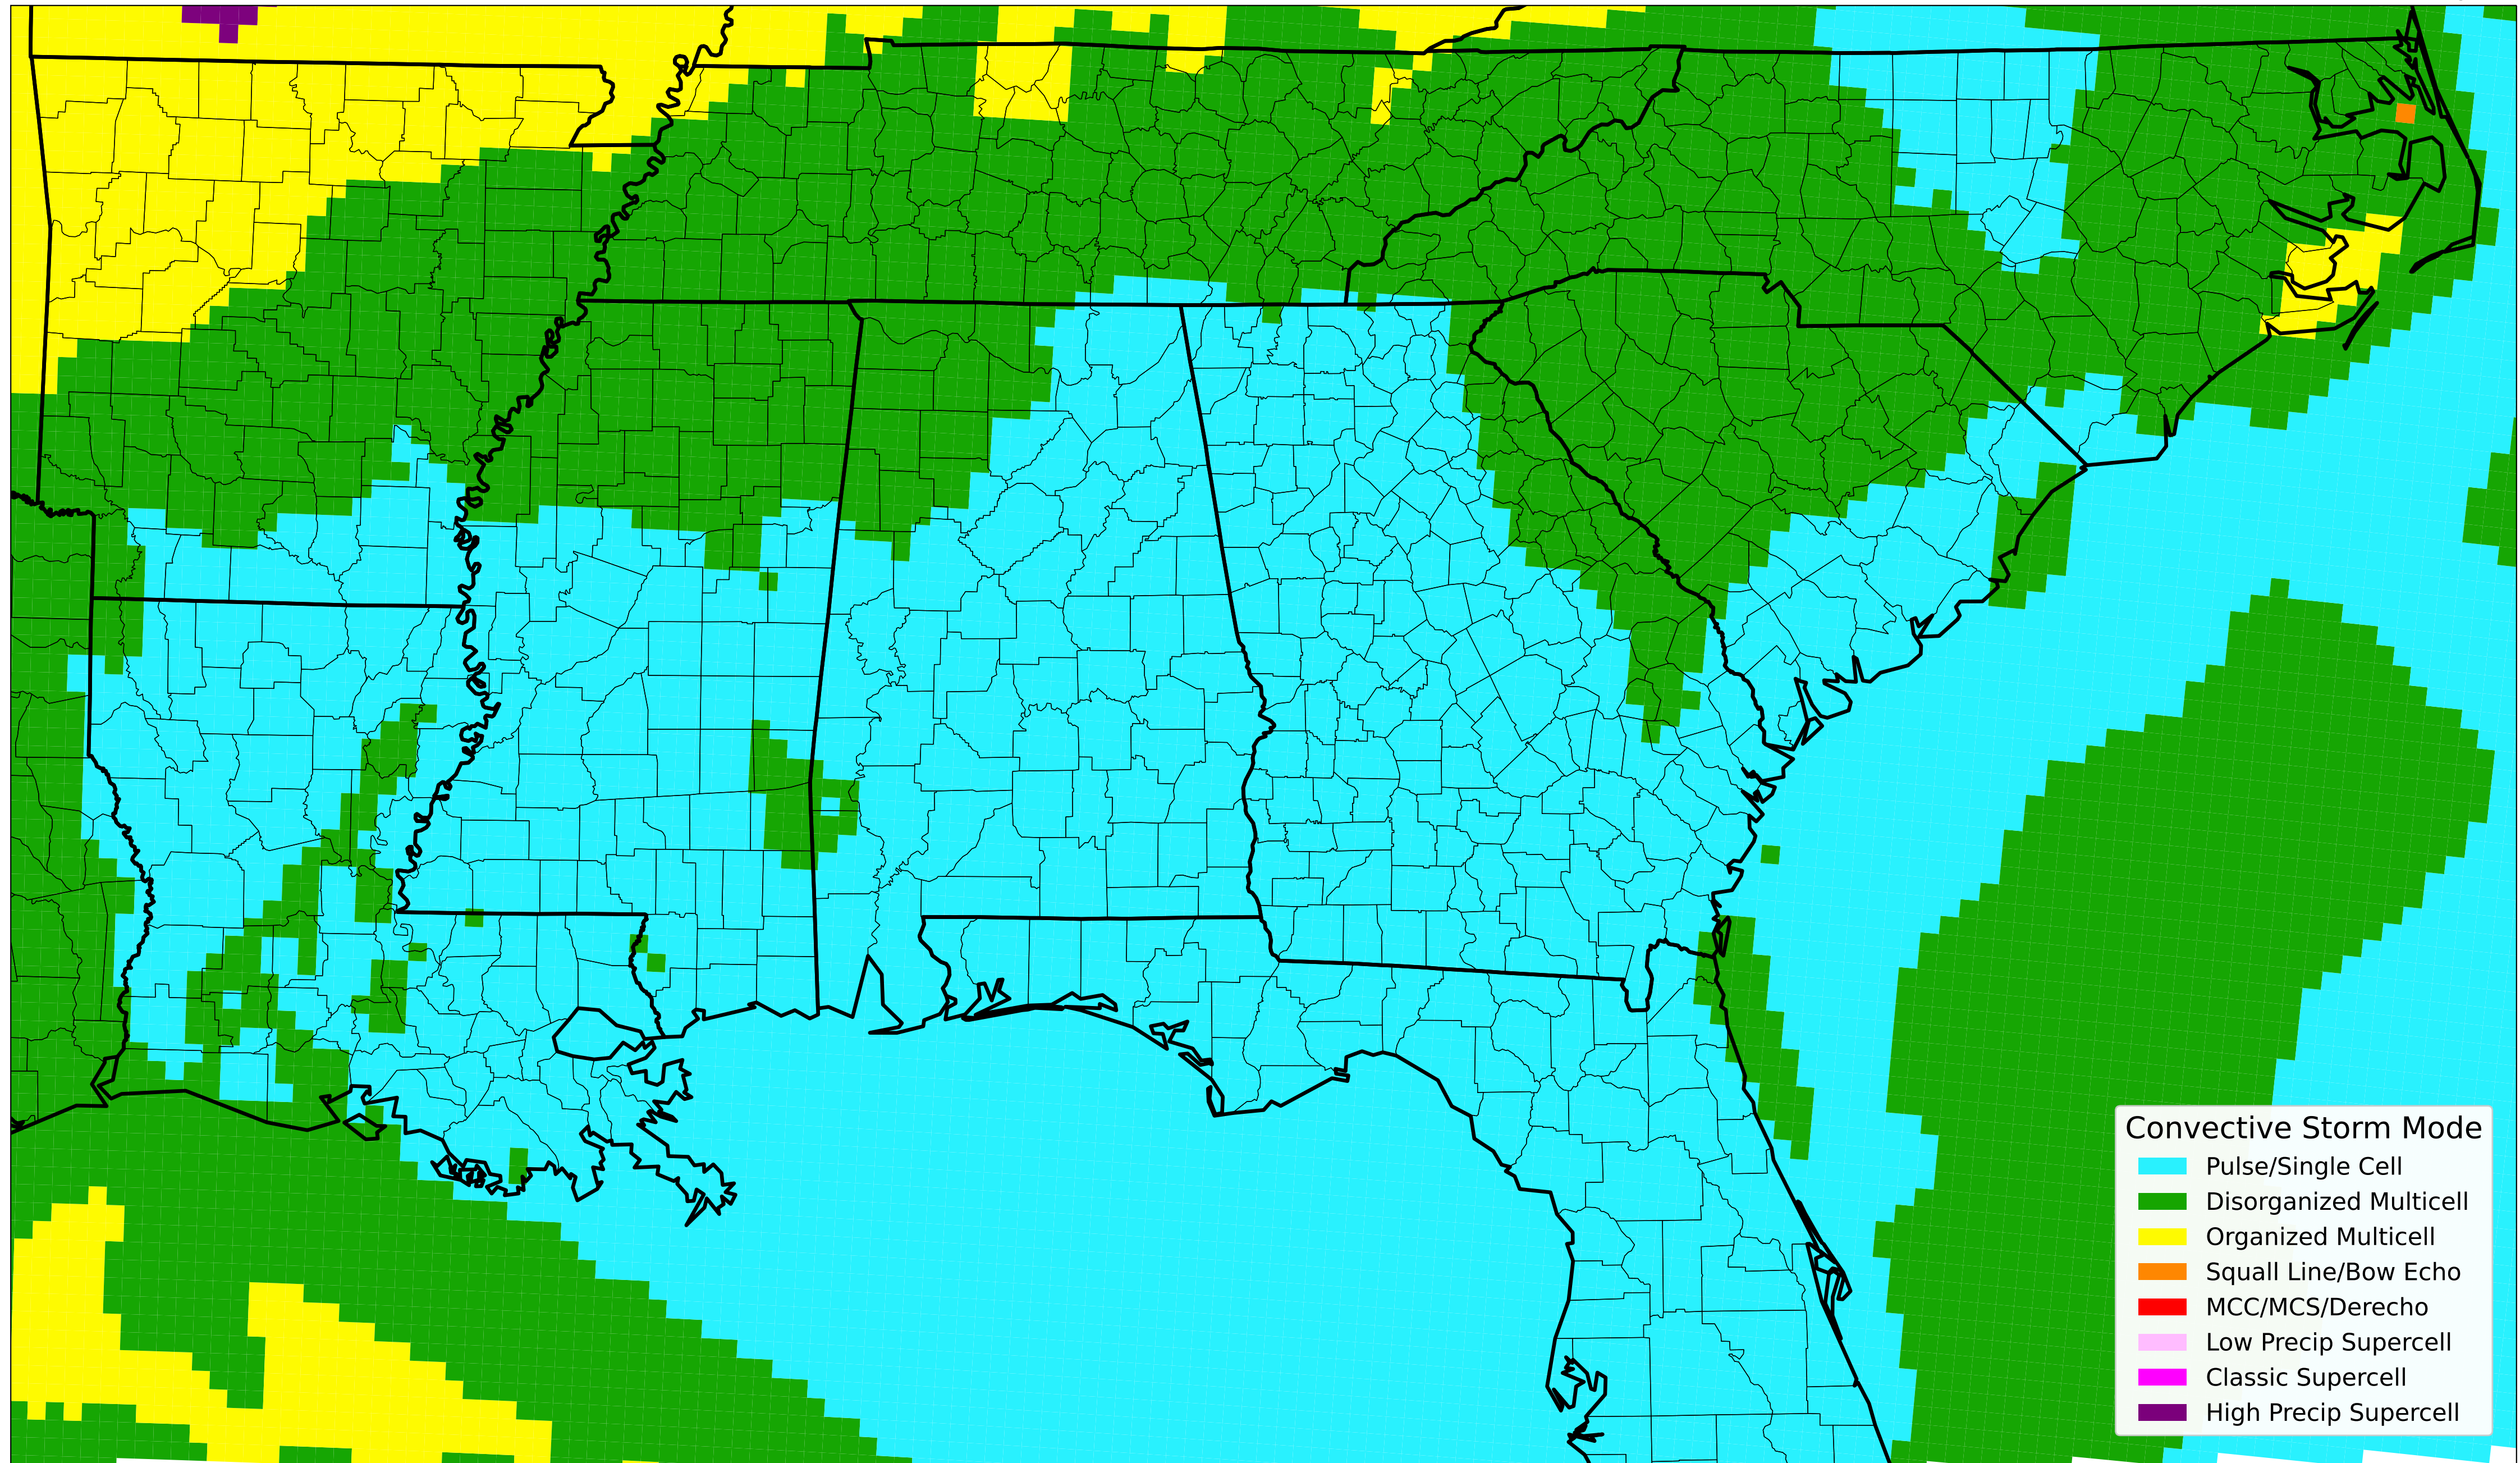 Convective Storm Mode
Pulse/Single Cell
Disorganized Multicell
Organized Multicell
Squall Line/Bow Echo
MCC/MCS/Derecho
Low Precip Supercell
Classic Supercell
High Precip Supercell